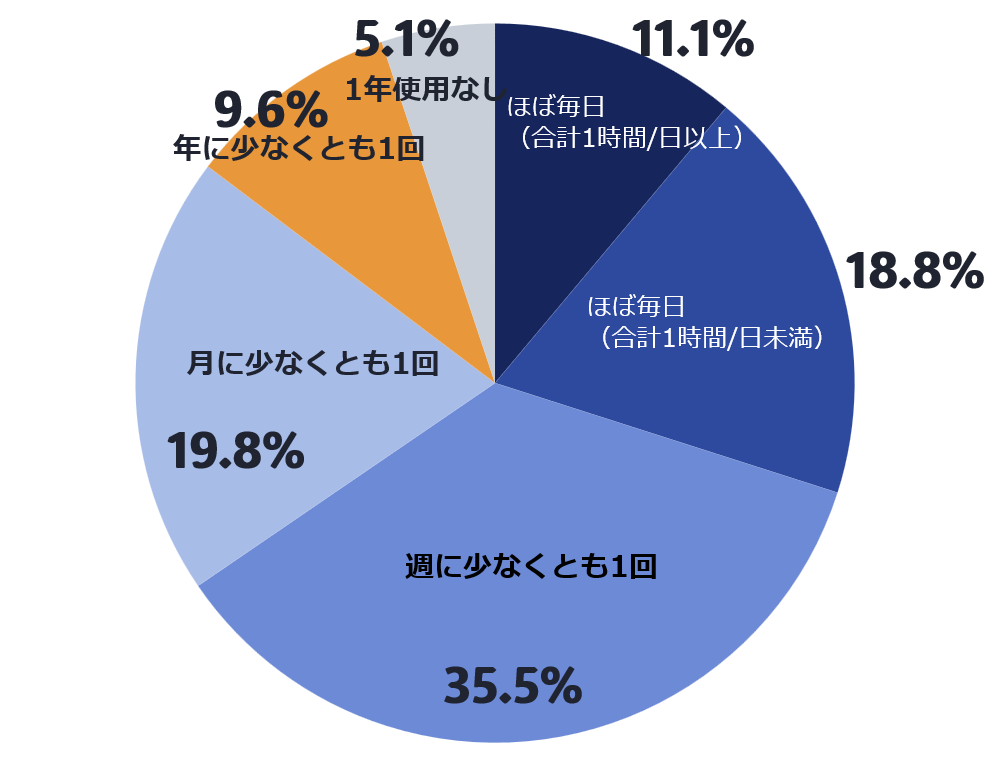 11.1%
ほぼ毎日
（合計1時間/日以上）
18.8%
ほぼ毎日
（合計1時間/日未満）
週に少なくとも1回
35.5%
月に少なくとも1回
19.8%
9.6%
年に少なくとも1回
5.1%
1年使用なし